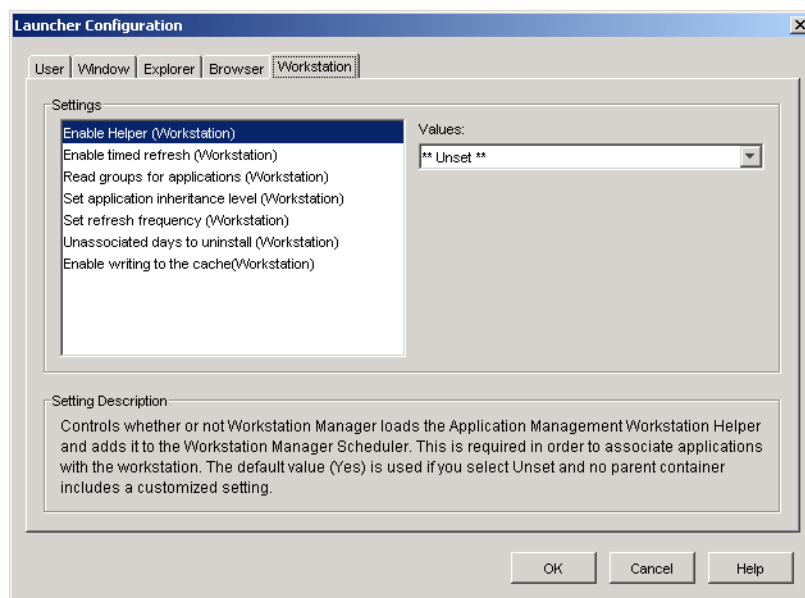 Launcher Configuration
User Window Explorer Browser Workstation
Settings
Enable Helper (Workstation)
Enable timed refresh (Workstation)
Read groups for applications (Workstation)
Set application inheritance level (Workstation)
Set refresh frequency (Workstation)
Unassociated days to uninstall (Workstation)
Enable writing to the cache(Workstation)
Values:
** Unset **
Setting Description
Controls whether or not Workstation Manager loads the Application Management Workstation Helper
and adds it to the Workstation Manager Scheduler. This is required in order to associate applications
with the workstation. The default value (Yes) is used if you select Unset and no parent container
includes a customized setting.
OK Cancel Help